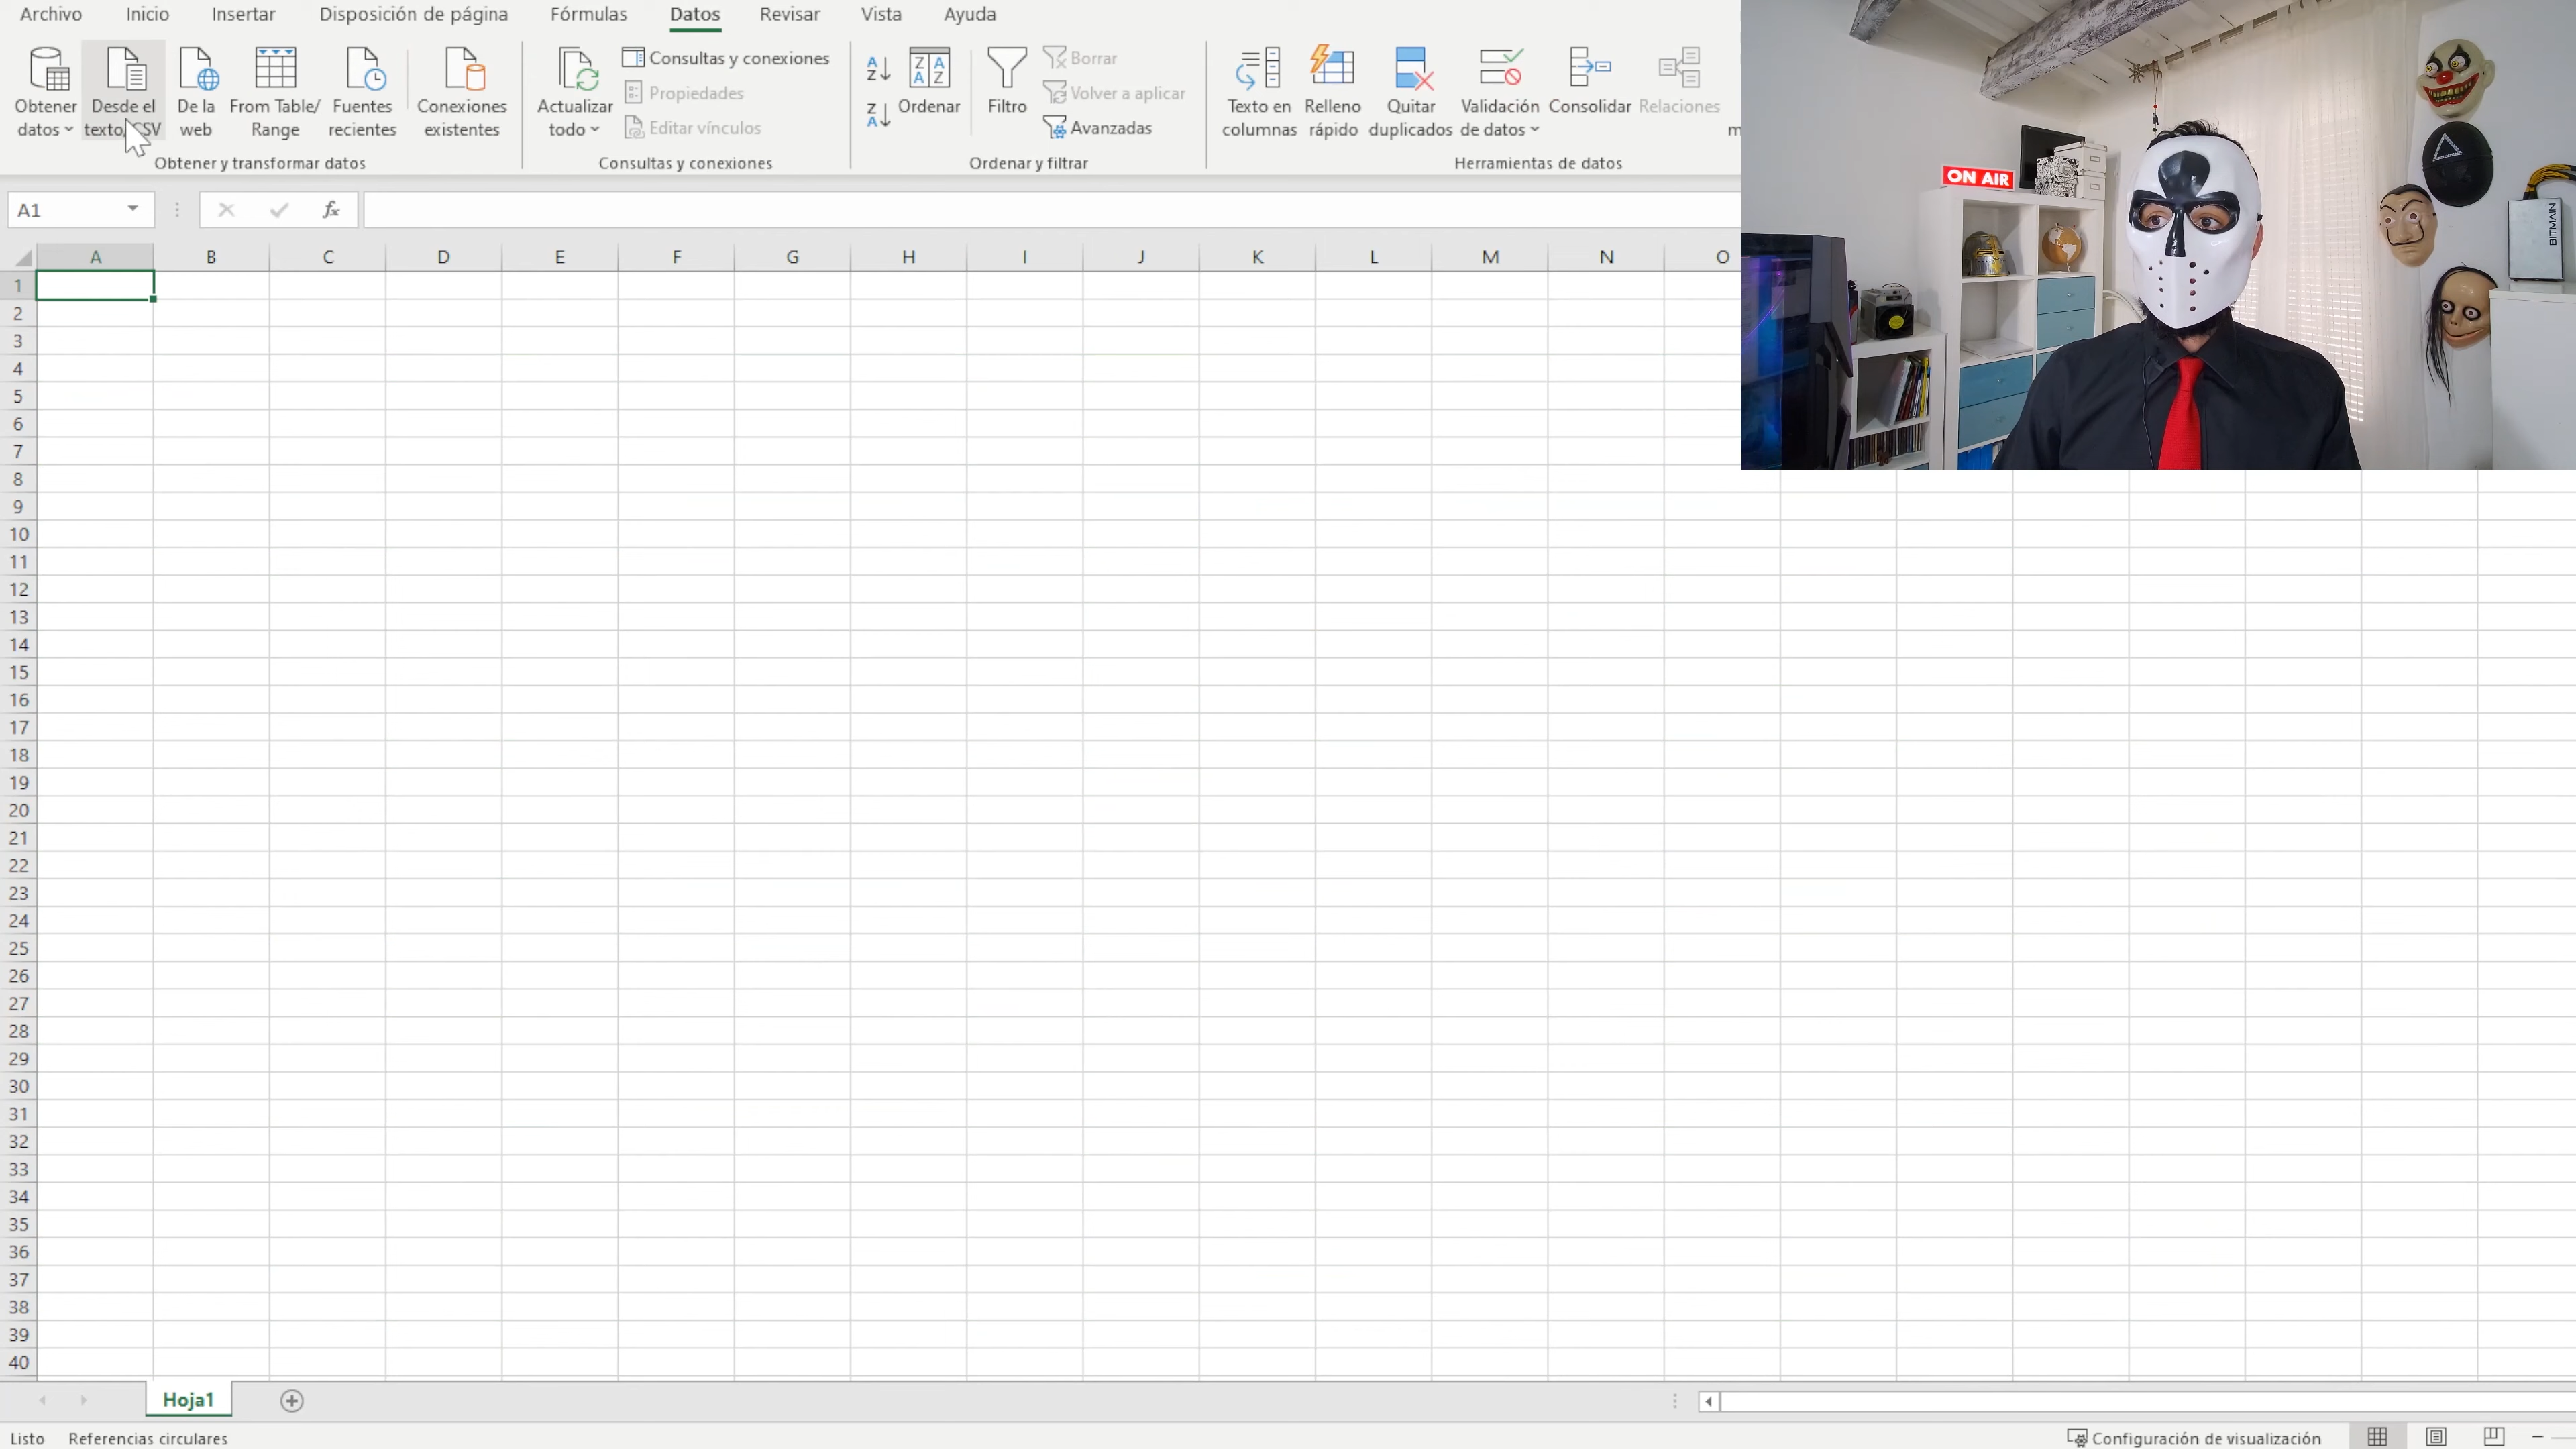 Archivo Inicio Insertar Disposición de página Fórmulas Datos Revisar Vista Ayuda
Obtener datos
Desde el texto/CSV
De la web
From Table/ Range
Fuentes recientes
Conexiones existentes
Obtener y transformar datos
Actualizar todo
Consultas y conexiones
Propiedades
Editar vínculos
Consultas y conexiones
Ordenar
Filtro
Borrar
Volver a aplicar
Avanzadas
Ordenar y filtrar
Texto en columnas
Relleno rápido
Quitar duplicados
Validación de datos
Consolidar
Relaciones
m
Herramientas de datos
ON AIR
BITMAIN
A1
fx
A B C D E F G H I J K L M N O
1
2
3
4
5
6
7
8
9
10
11
12
13
14
15
16
17
18
19
20
21
22
23
24
25
26
27
28
29
30
31
32
33
34
35
36
37
38
39
40
Hoja1
Listo Referencias circulares Configuración de visualización